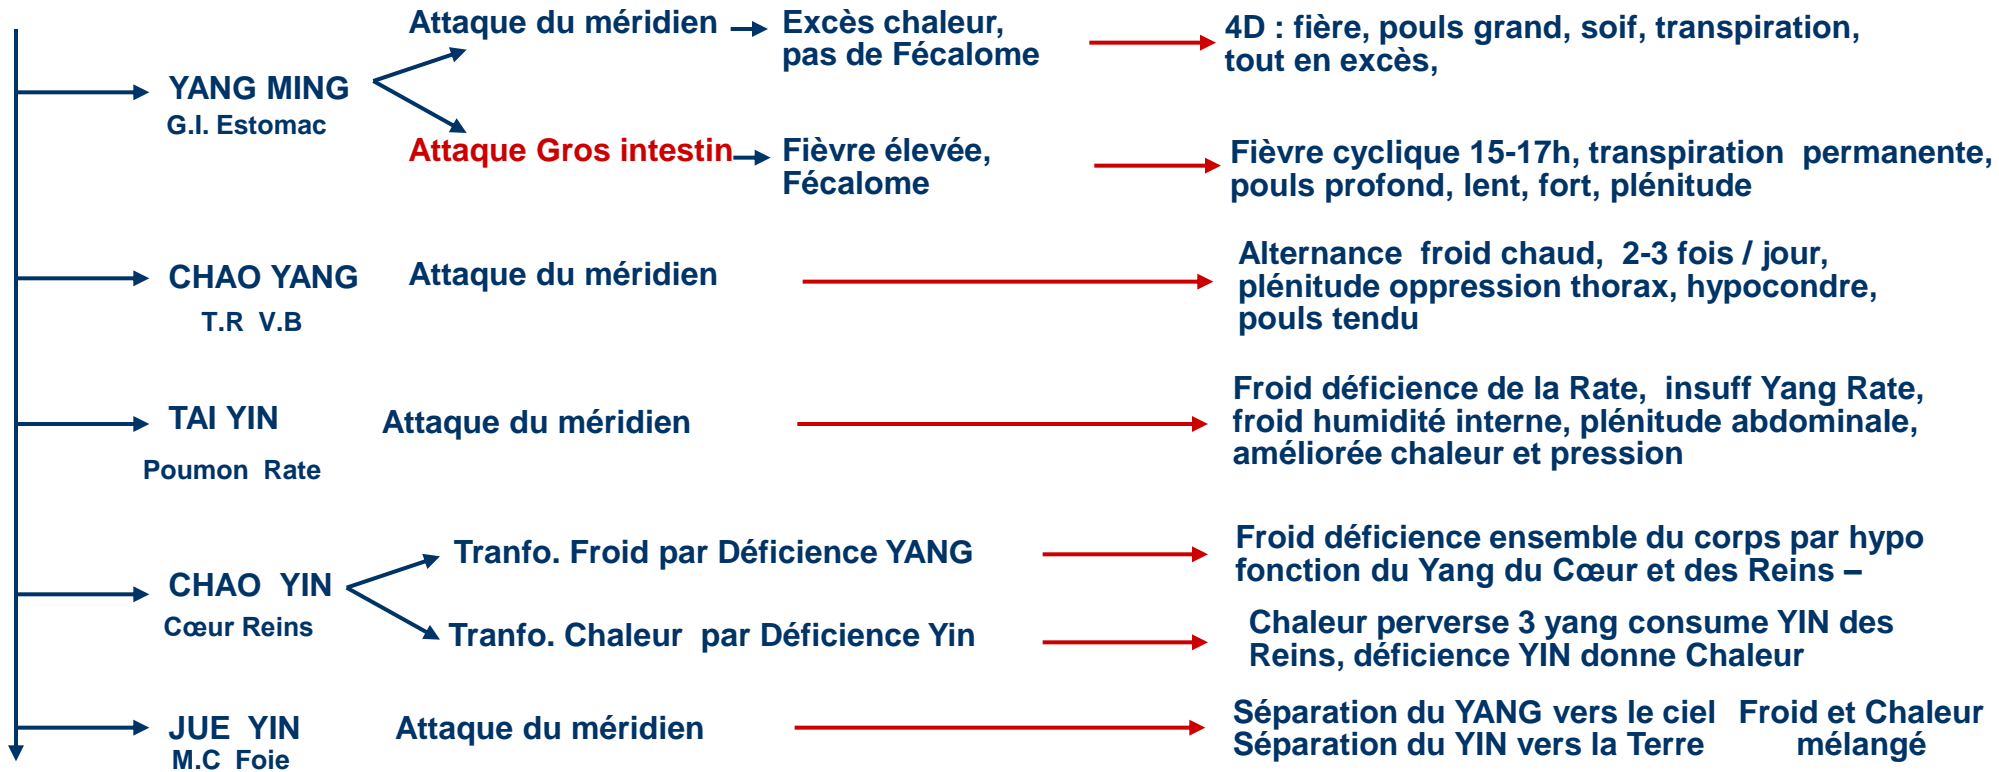 Attaque du méridien
Excès chaleur,
pas de Fécalome
4D : fière, pouls grand, soif, transpiration,
tout en excès,
YANG MING
G.I. Estomac
Attaque Gros intestin
Fièvre élevée,
Fécalome
Fièvre cyclique 15-17h, transpiration permanente,
pouls profond, lent, fort, plénitude
CHAO YANG
T.R V.B
Attaque du méridien
Alternance froid chaud, 2-3 fois / jour,
plénitude oppression thorax, hypocondre,
pouls tendu
TAI YIN
Poumon Rate
Attaque du méridien
Froid déficience de la Rate, insuff Yang Rate,
froid humidité interne, plénitude abdominale,
améliorée chaleur et pression
CHAO YIN
Cœur Reins
Tranfo. Froid par Déficience YANG
Froid déficience ensemble du corps par hypo
fonction du Yang du Cœur et des Reins –
Tranfo. Chaleur par Déficience Yin
Chaleur perverse 3 yang consume YIN des
Reins, déficience YIN donne Chaleur
JUE YIN
M.C Foie
Attaque du méridien
Séparation du YANG vers le ciel Froid et Chaleur
Séparation du YIN vers la Terre mélangé